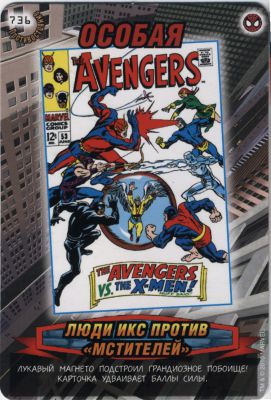 736
ОСОБАЯ
THE AVENGERS
MARVEL
COMICS
GROUP
12¢
53
JUNE
THE AVENGERS
VS. THE X-MEN!
ЛЮДИ ИКС ПРОТИВ
«МСТИТЕЛЕЙ»
ЛУКАВЫЙ МАГНЕТО ПОДСТРОИЛ ГРАНДИОЗНОЕ ПОБОИЩЕ!
КАРТОЧКА УДВАИВАЕТ БАЛЛЫ СИЛЫ.